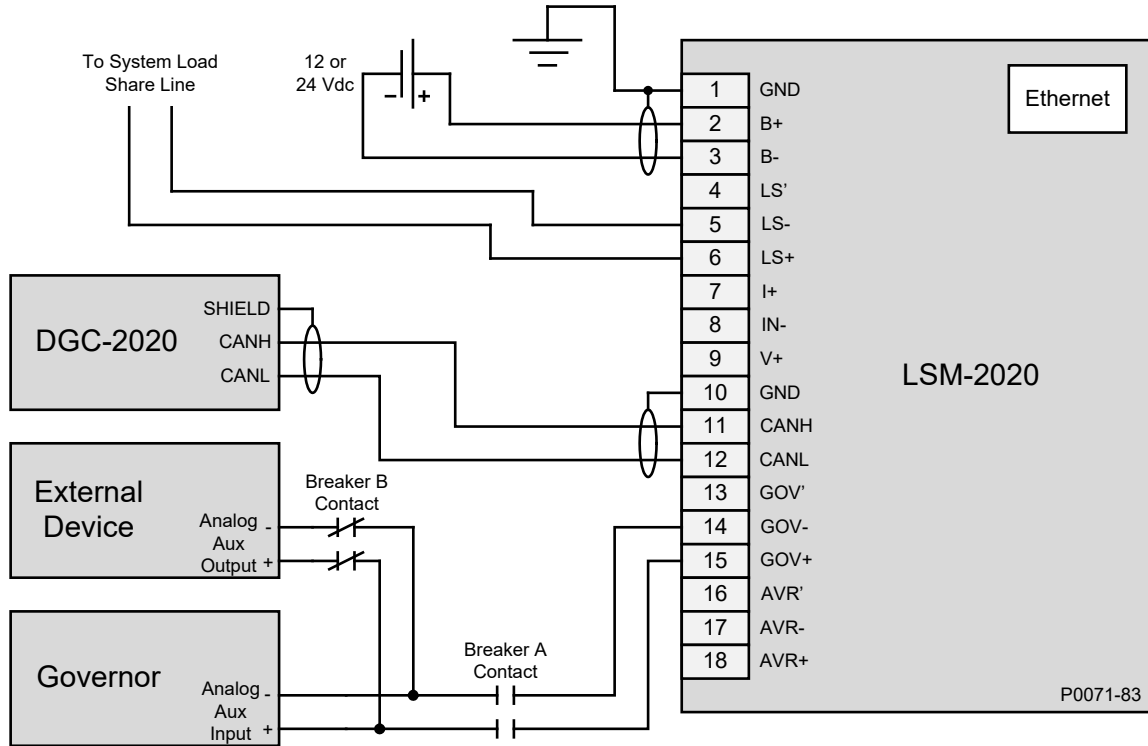 To System Load
Share Line
12 or
24 Vdc
–
+
Ethernet
LSM-2020
1 GND
2 B+
3 B-
4 LS’
5 LS-
6 LS+
7 I+
8 IN-
9 V+
10 GND
11 CANH
12 CANL
13 GOV’
14 GOV-
15 GOV+
16 AVR’
17 AVR-
18 AVR+
P0071-83
DGC-2020
SHIELD
CANH
CANL
External
Device
Analog -
Aux
Output +
Breaker B
Contact
Governor
Analog -
Aux
Input +
Breaker A
Contact